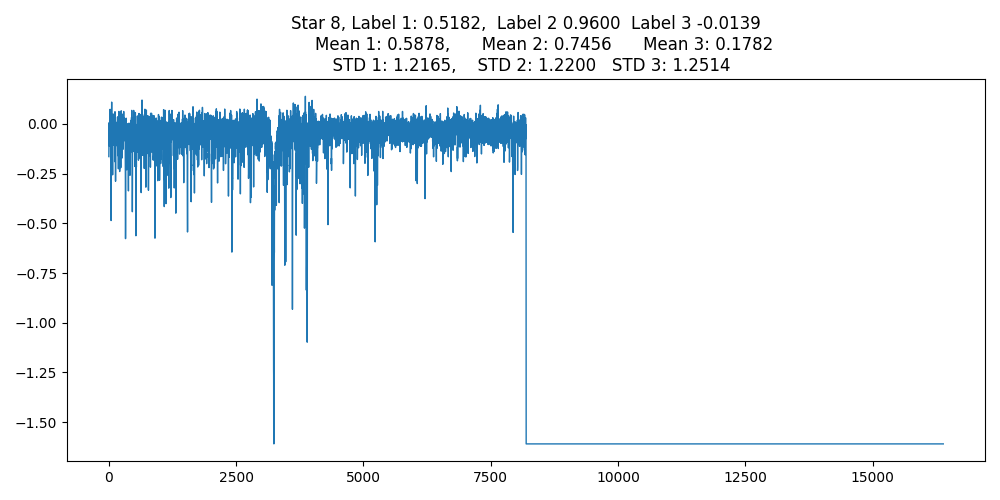 Star 8, Label 1: 0.5182,  Label 2 0.9600  Label 3 -0.0139
Mean 1: 0.5878,      Mean 2: 0.7456      Mean 3: 0.1782
STD 1: 1.2165,    STD 2: 1.2200   STD 3: 1.2514
0.00
−0.25
−0.50
−0.75
−1.00
−1.25
−1.50
0 2500 5000 7500 10000 12500 15000